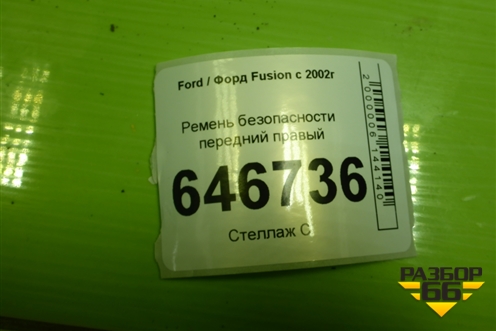 Ford / Форд Fusion с 2002г
Ремень безопасности
передний правый
646736
Стеллаж С
2000006144140
РАЗБОР
66